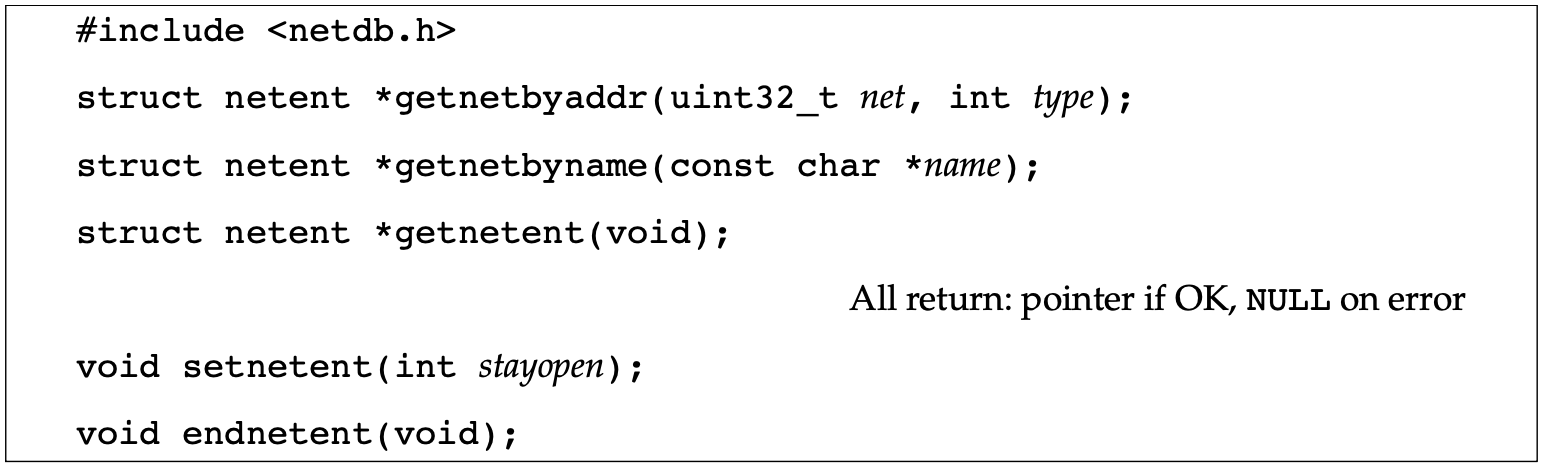 #include <netdb.h>
struct netent *getnetbyaddr(uint32_t net, int type);
struct netent *getnetbyname(const char *name);
struct netent *getnetent(void);
All return: pointer if OK, NULL on error
void setnetent(int stayopen);
void endnetent(void);